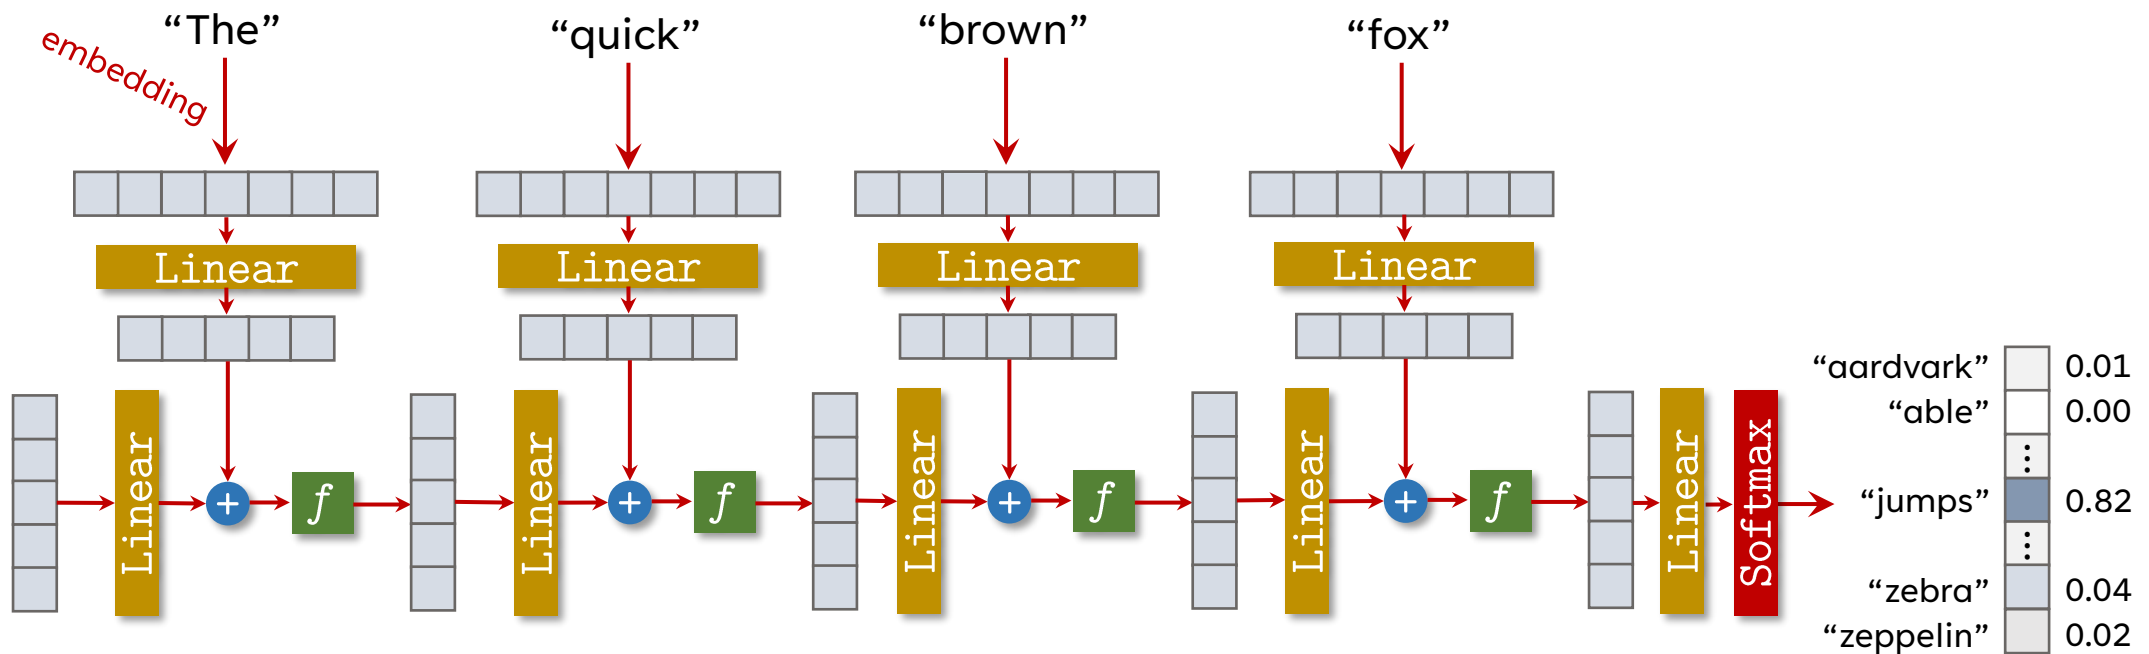 “The” “quick” “brown” “fox”
embedding
Linear Linear Linear Linear
Linear + f Linear + f Linear + f Linear + f Linear Softmax
“aardvark” 0.01
“able” 0.00
⋮
“jumps” 0.82
⋮
“zebra” 0.04
“zeppelin” 0.02